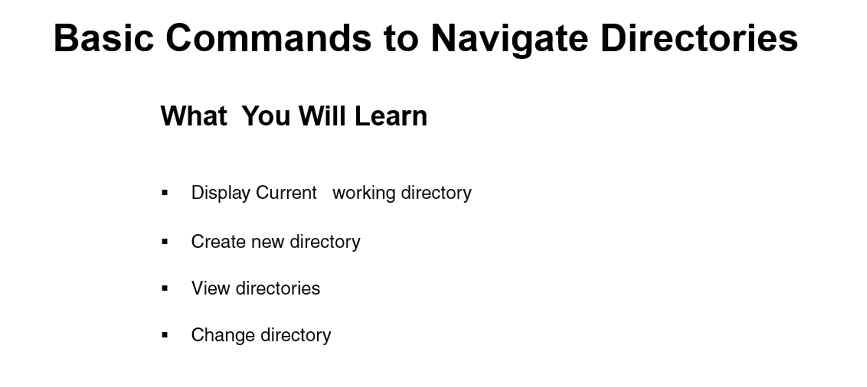 Basic Commands to Navigate Directories
What You Will Learn
▪ Display Current working directory
▪ Create new directory
▪ View directories
▪ Change directory